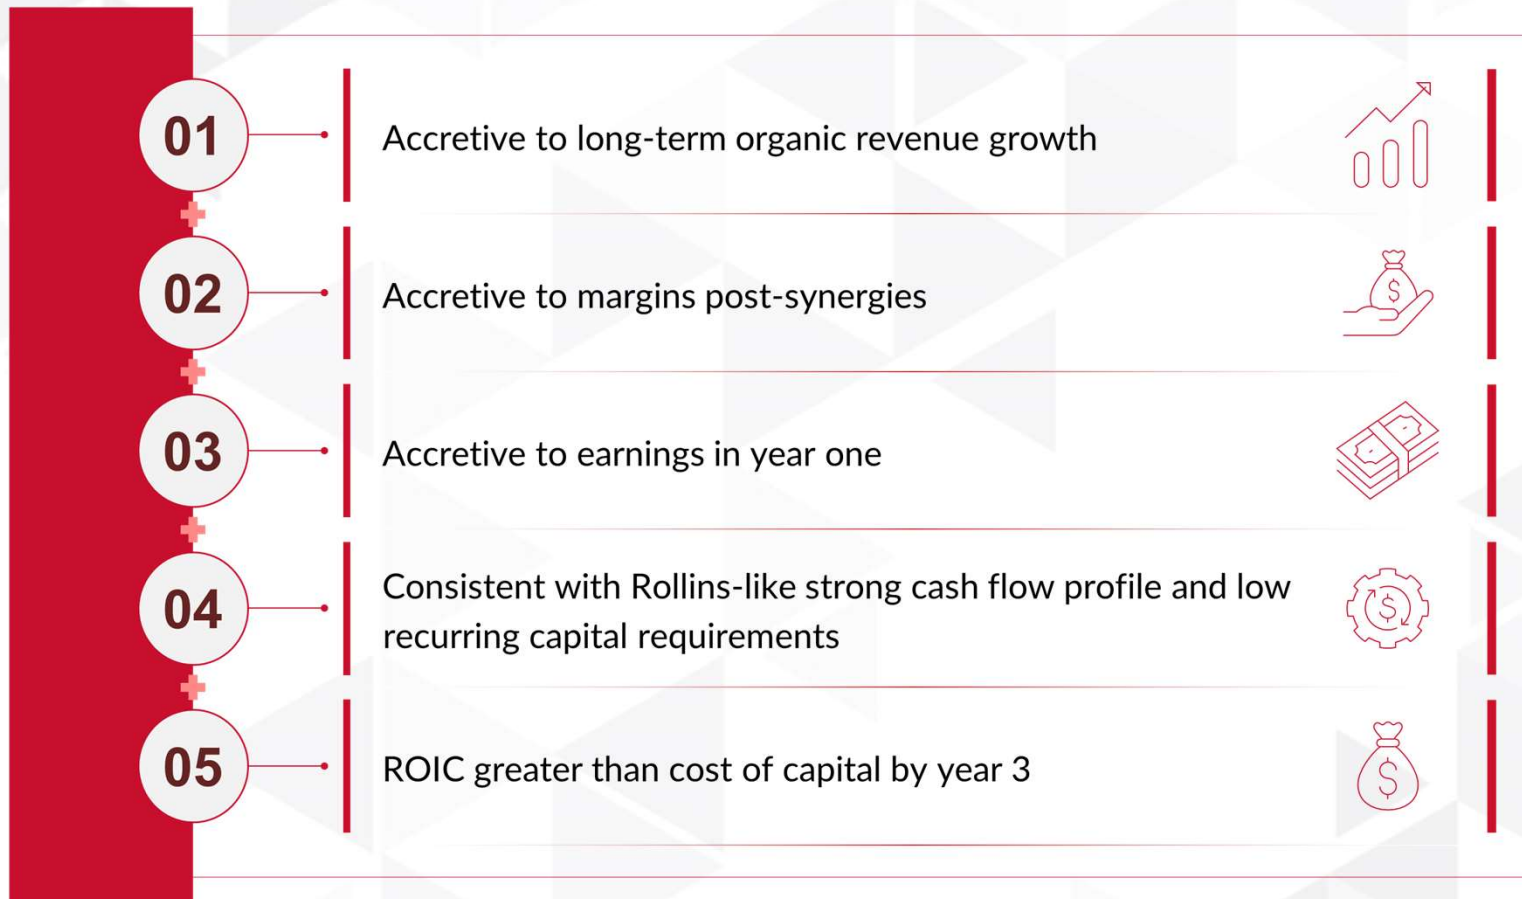 01
Accretive to long-term organic revenue growth
02
Accretive to margins post-synergies
$
03
Accretive to earnings in year one
04
Consistent with Rollins-like strong cash flow profile and low
recurring capital requirements
$
05
ROIC greater than cost of capital by year 3
$